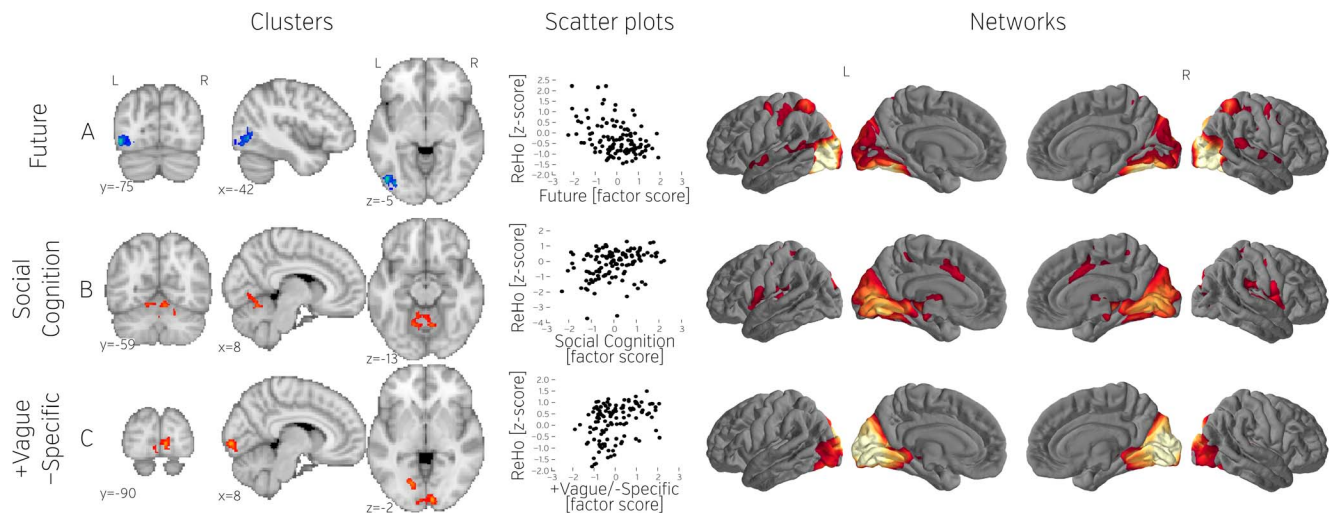 Clusters
Scatter plots
Networks
L
R
L
R
L
R
Future
A
y=-75
x=-42
z=-5
ReHo [z-score]
2.5
2.0
1.5
1.0
0.5
0.0
-0.5
-1.0
-1.5
-2.0
-3 -2 -1 0 1 2 3
Future [factor score]
Social
Cognition
B
y=-59
x=8
z=-13
ReHo [z-score]
2
1
0
-1
-2
-3
-4
-3 -2 -1 0 1 2 3
Social Cognition
[factor score]
+Vague
-Specific
C
y=-90
x=8
z=-2
ReHo [z-score]
2.0
1.5
1.0
0.5
0.0
-0.5
-1.0
-1.5
-2.0
-3 -2 -1 0 1 2 3
+Vague/-Specific
[factor score]